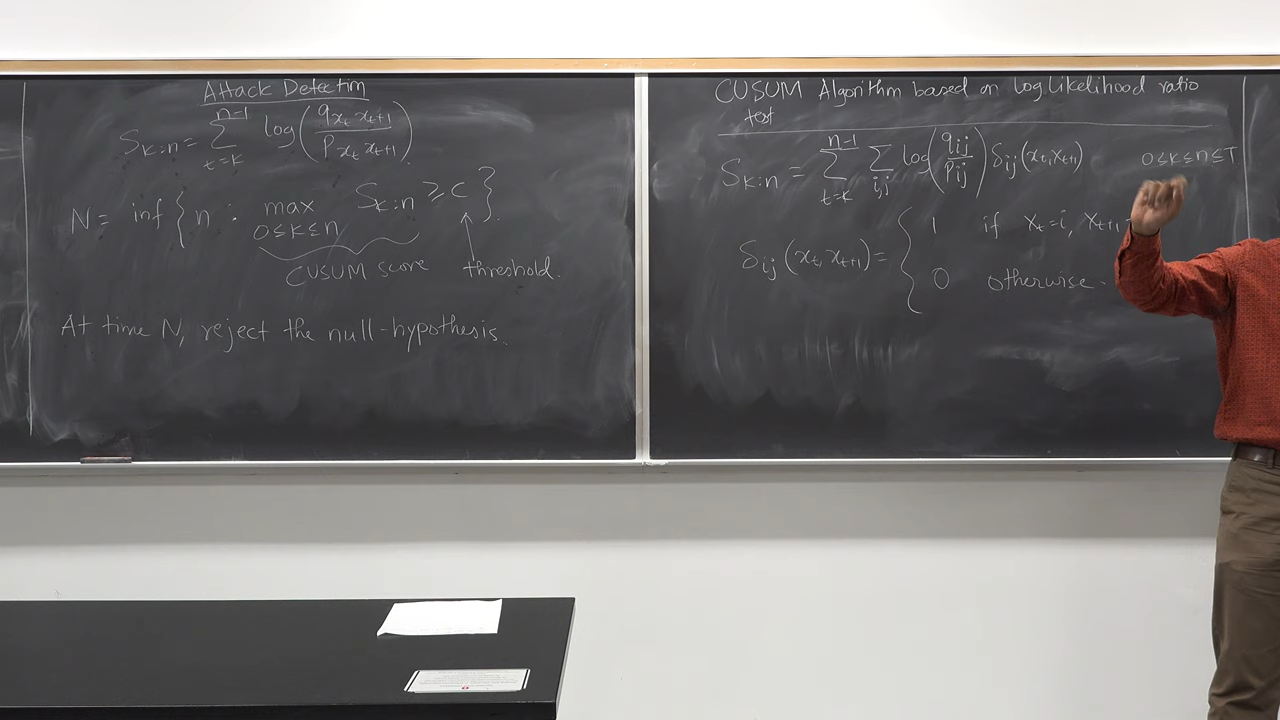 Attack Detection
S_{k:n} = \sum_{t=k}^{n-1} log(q_{x_t x_{t+1}} / p_{x_t x_{t+1}})
N = inf { n : max_{0≤k≤n} S_{k:n} ≥ C }.
CUSUM score threshold.
At time N, reject the null-hypothesis.
CUSUM Algorithm based on log likelihood ratio
test
S_{k:n} = \sum_{t=k}^{n-1} \sum_{i,j} log(q_{ij} / p_{ij}) δ_{ij}(x_t, x_{t+1}) 0≤k≤n≤T
δ_{ij}(x_t, x_{t+1}) = { 1 if x_t = i, x_{t+1} =
0 otherwise.